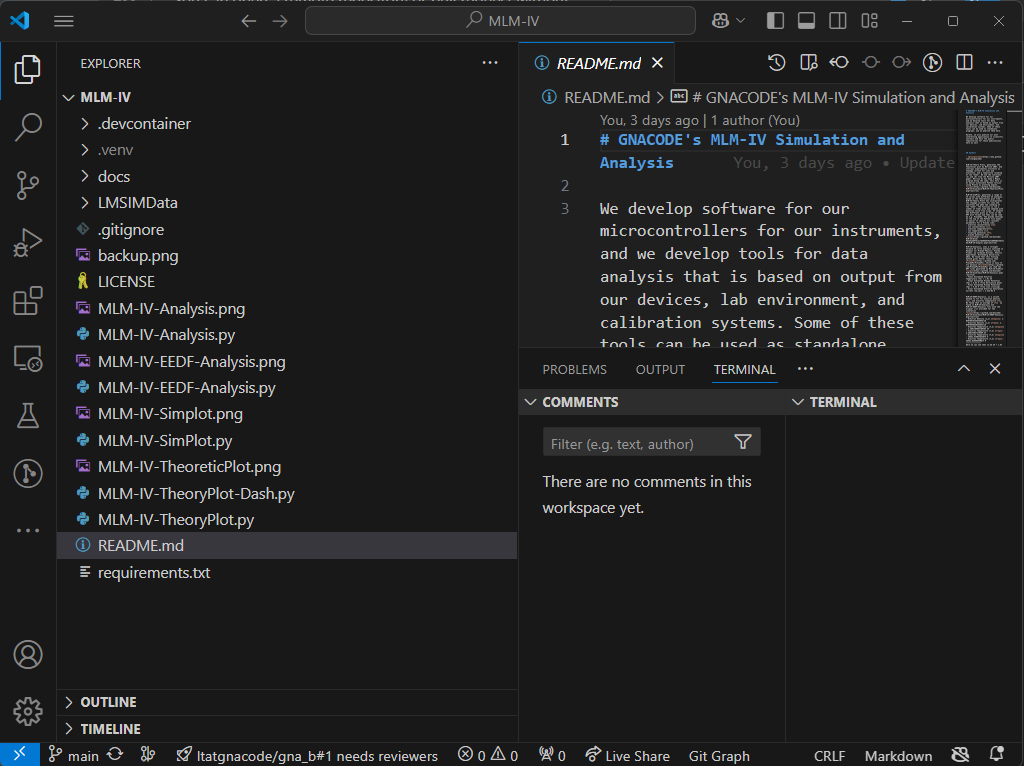 MLM-IV
EXPLORER
MLM-IV
.devcontainer
.venv
docs
LMSIMData
.gitignore
backup.png
LICENSE
MLM-IV-Analysis.png
MLM-IV-Analysis.py
MLM-IV-EEDF-Analysis.png
MLM-IV-EEDF-Analysis.py
MLM-IV-Simplot.png
MLM-IV-SimPlot.py
MLM-IV-TheoreticPlot.png
MLM-IV-TheoryPlot-Dash.py
MLM-IV-TheoryPlot.py
README.md
requirements.txt
OUTLINE
TIMELINE
README.md
README.md > # GNACODE's MLM-IV Simulation and Analysis
You, 3 days ago | 1 author (You)
1 # GNACODE's MLM-IV Simulation and
Analysis You, 3 days ago • Update
2
3 We develop software for our
microcontrollers for our instruments,
and we develop tools for data
analysis that is based on output from
our devices, lab environment, and
calibration systems. Some of these
tools can be used as standalone
PROBLEMS OUTPUT TERMINAL
COMMENTS
Filter (e.g. text, author)
There are no comments in this
workspace yet.
TERMINAL
main ltatgnacode/gna_b#1 needs reviewers 0 0 0 Live Share Git Graph CRLF Markdown